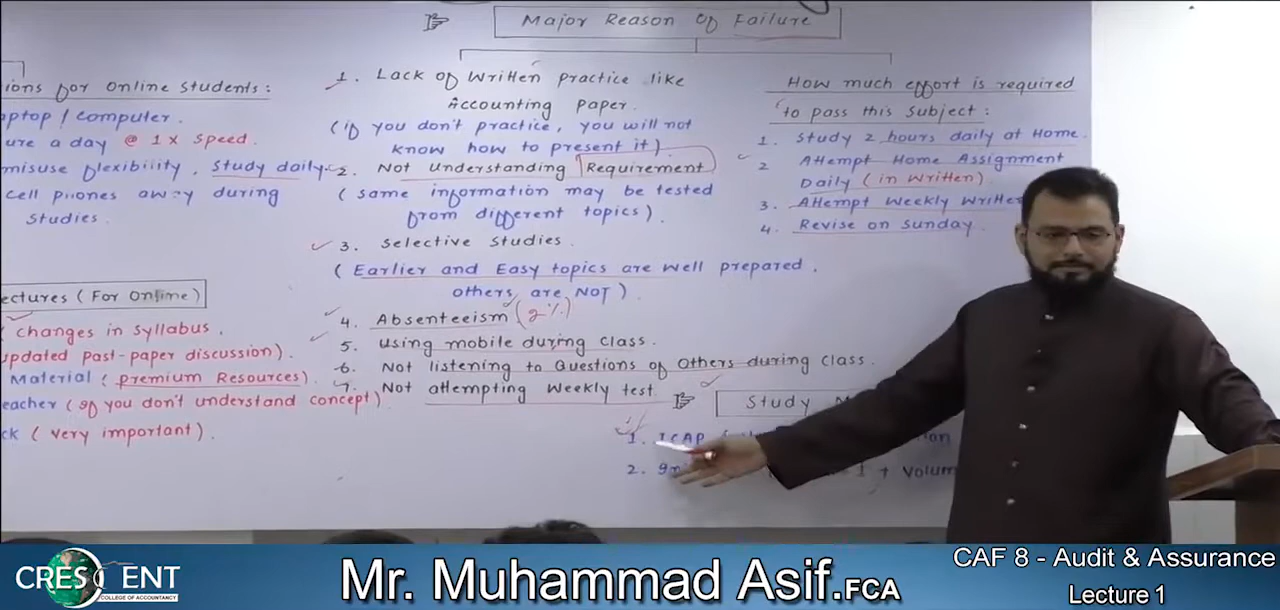 Major Reason of Failure
ions for Online Students:
aptop / computer.
ure a day @ 1x speed.
misuse flexibility, Study daily.
cell phones away during
studies.
ectures (For Online)
changes in syllabus.
updated past-paper discussion).
Material (premium Resources).
eacher (If you don't understand concept)
ck (very important).
1. Lack of Written practice like
Accounting paper.
(if you don't practice, you will not
know how to present it)
2. Not Understanding Requirement
(same information may be tested
from different topics).
3. Selective Studies.
(Earlier and Easy topics are well prepared.
others, are NOT).
4. Absenteeism (2%)
5. Using mobile during class.
6. Not listening to Questions of Others during class.
7. Not attempting Weekly test
How much effort is required
to pass this subject:
1. Study 2 hours daily at Home.
2 Attempt Home Assignment
Daily (in written)
3. Attempt Weekly Written
4. Revise on Sunday.
Study
1. ICAP
2.
1 + Volum
CRESCENT
COLLEGE OF ACCOUNTANCY
Mr. Muhammad Asif.FCA
CAF 8 - Audit & Assurance
Lecture 1